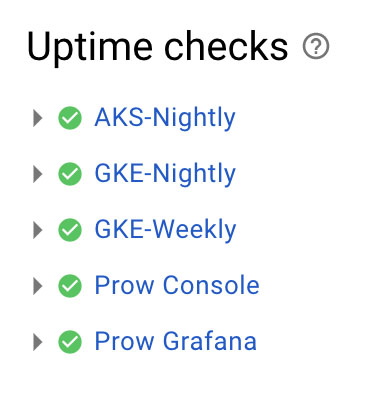 Uptime checks
AKS-Nightly
GKE-Nightly
GKE-Weekly
Prow Console
Prow Grafana